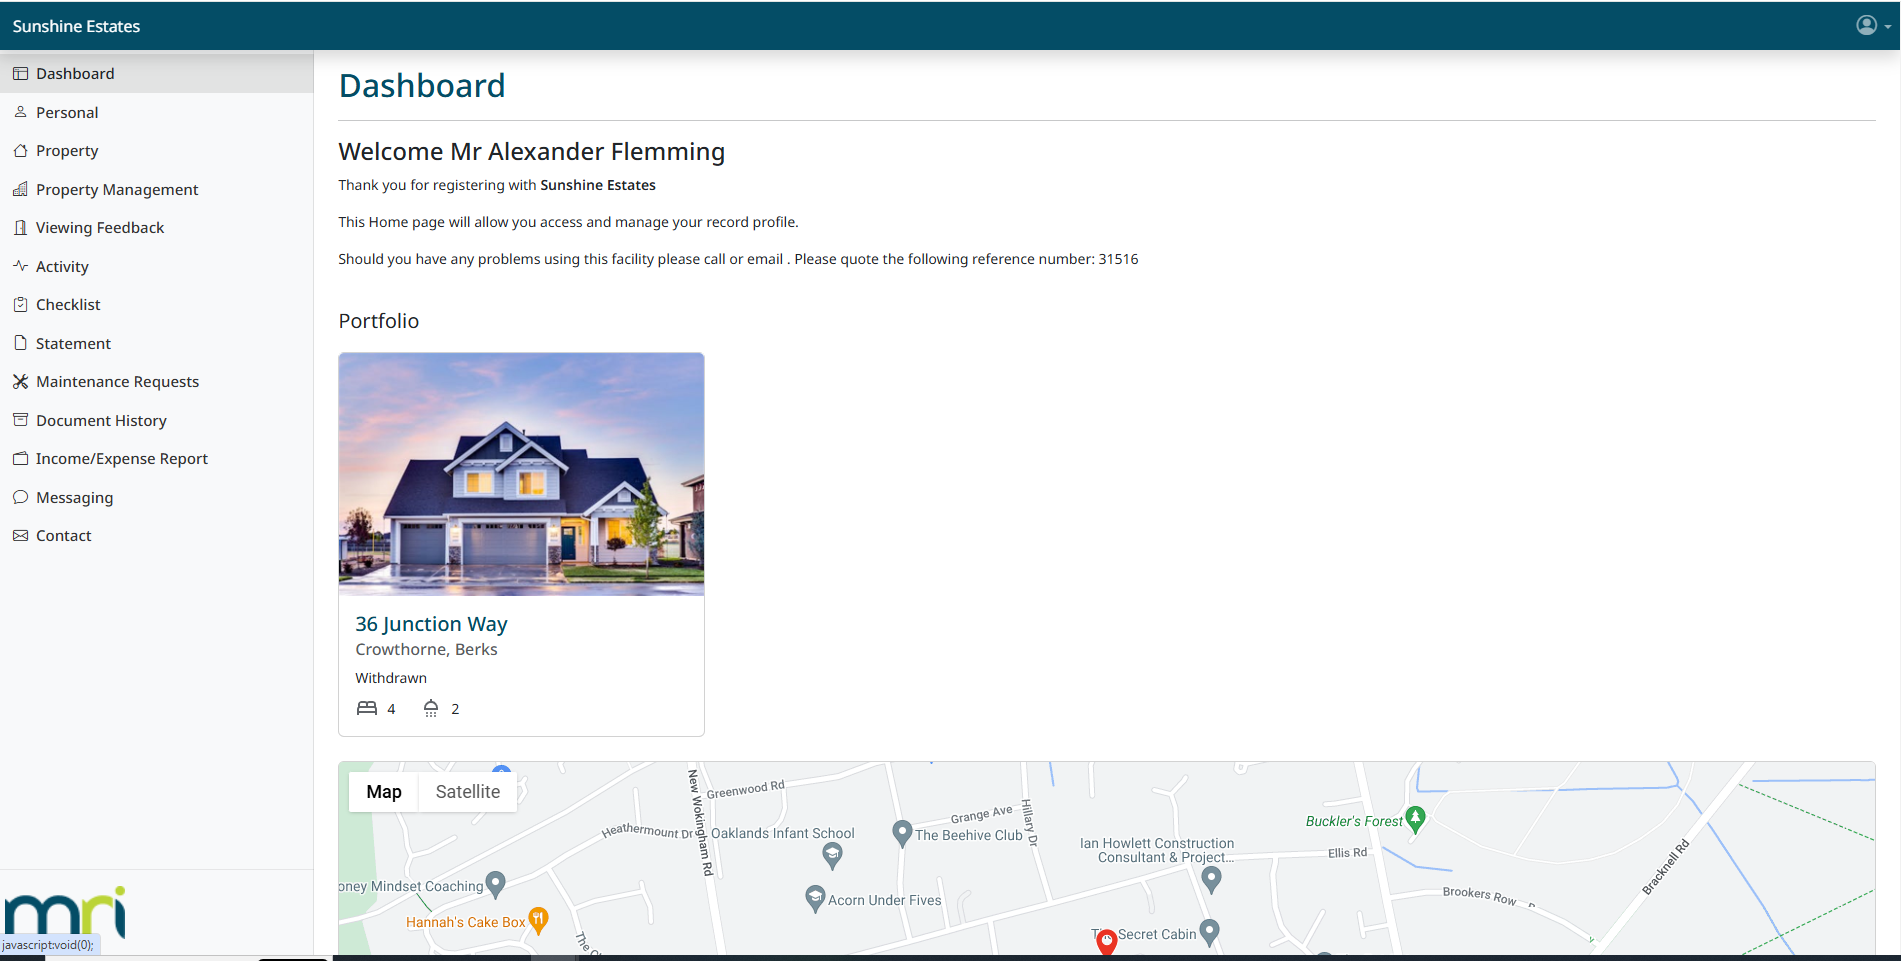 Sunshine Estates
Dashboard
Personal
Property
Property Management
Viewing Feedback
Activity
Checklist
Statement
Maintenance Requests
Document History
Income/Expense Report
Messaging
Contact
mri
javascript:void(0);
Dashboard
Welcome Mr Alexander Flemming
Thank you for registering with Sunshine Estates
This Home page will allow you access and manage your record profile.
Should you have any problems using this facility please call or email . Please quote the following reference number: 31516
Portfolio
36 Junction Way
Crowthorne, Berks
Withdrawn
4 2
Map Satellite
New Wokingham Rd
Greenwood Rd
Heathermount Dr
Oaklands Infant School
Grange Ave
The Beehive Club
Hillary Dr
Ian Howlett Construction
Consultant & Project...
Buckler's Forest
Ellis Rd
Bracknell Rd
Brookers Row
oney Mindset Coaching
Acorn Under Fives
Hannah's Cake Box
Secret Cabin